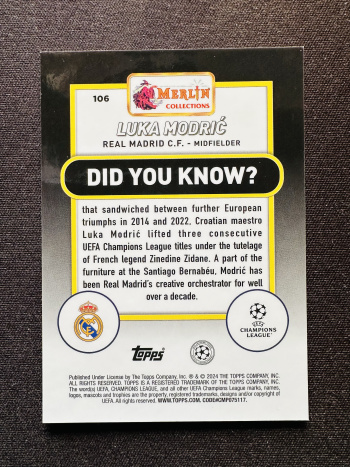 106
MERLIN
COLLECTIONS
LUKA MODRIĆ
REAL MADRID C.F. - MIDFIELDER
DID YOU KNOW?
that sandwiched between further European
triumphs in 2014 and 2022. Croatian maestro
Luka Modrić lifted three consecutive
UEFA Champions League titles under the tutelage
of French legend Zinedine Zidane. A part of the
furniture at the Santiago Bernabéu, Modrić has
been Real Madrid's creative orchestrator for well
over a decade.
CHAMPIONS
LEAGUE
Topps
Published Under License by The Topps Company, Inc. ® & © 2024 THE TOPPS COMPANY, INC.
ALL RIGHTS RESERVED. TOPPS IS A REGISTERED TRADEMARK OF THE TOPPS COMPANY, INC.
The word(s) UEFA, CHAMPIONS LEAGUE, and all other UEFA Champions League marks, names,
logos, mascots and trophies are the property, registered trademarks, designs and/or copyright of
UEFA. All rights reserved. WWW.TOPPS.COM. CODE#CMP075117.